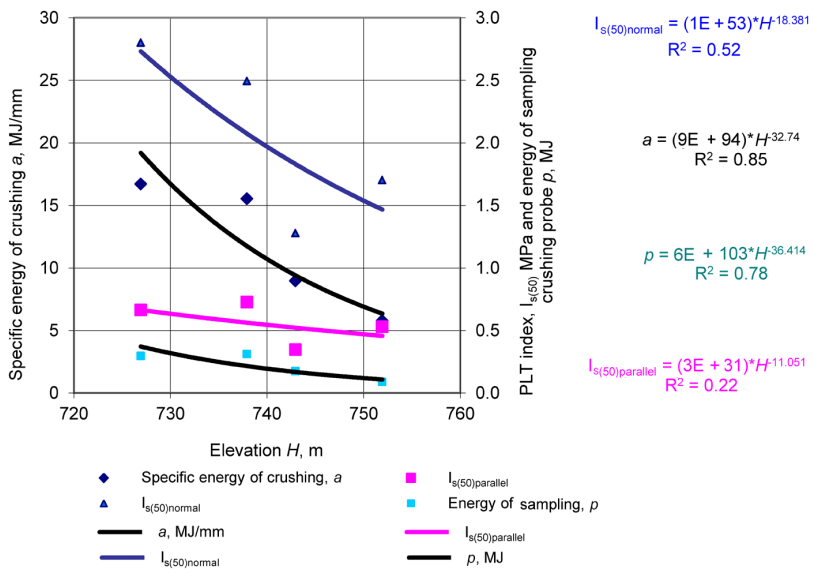 30
25
20
15
10
5
0
Specific energy of crushing a, MJ/mm
720
730
740
750
760
Elevation H, m
3.0
2.5
2.0
1.5
1.0
0.5
0.0
PLT index, Is(50) MPa and energy of sampling
crushing probe p, MJ
Is(50)normal = (1E + 53)*H-18.381
R2 = 0.52
a = (9E + 94)*H-32.74
R2 = 0.85
p = 6E + 103*H-36.414
R2 = 0.78
Is(50)parallel = (3E + 31)*H-11.051
R2 = 0.22
Specific energy of crushing, a
Is(50)parallel
Is(50)normal
Energy of sampling, p
a, MJ/mm
Is(50)parallel
Is(50)normal
p, MJ